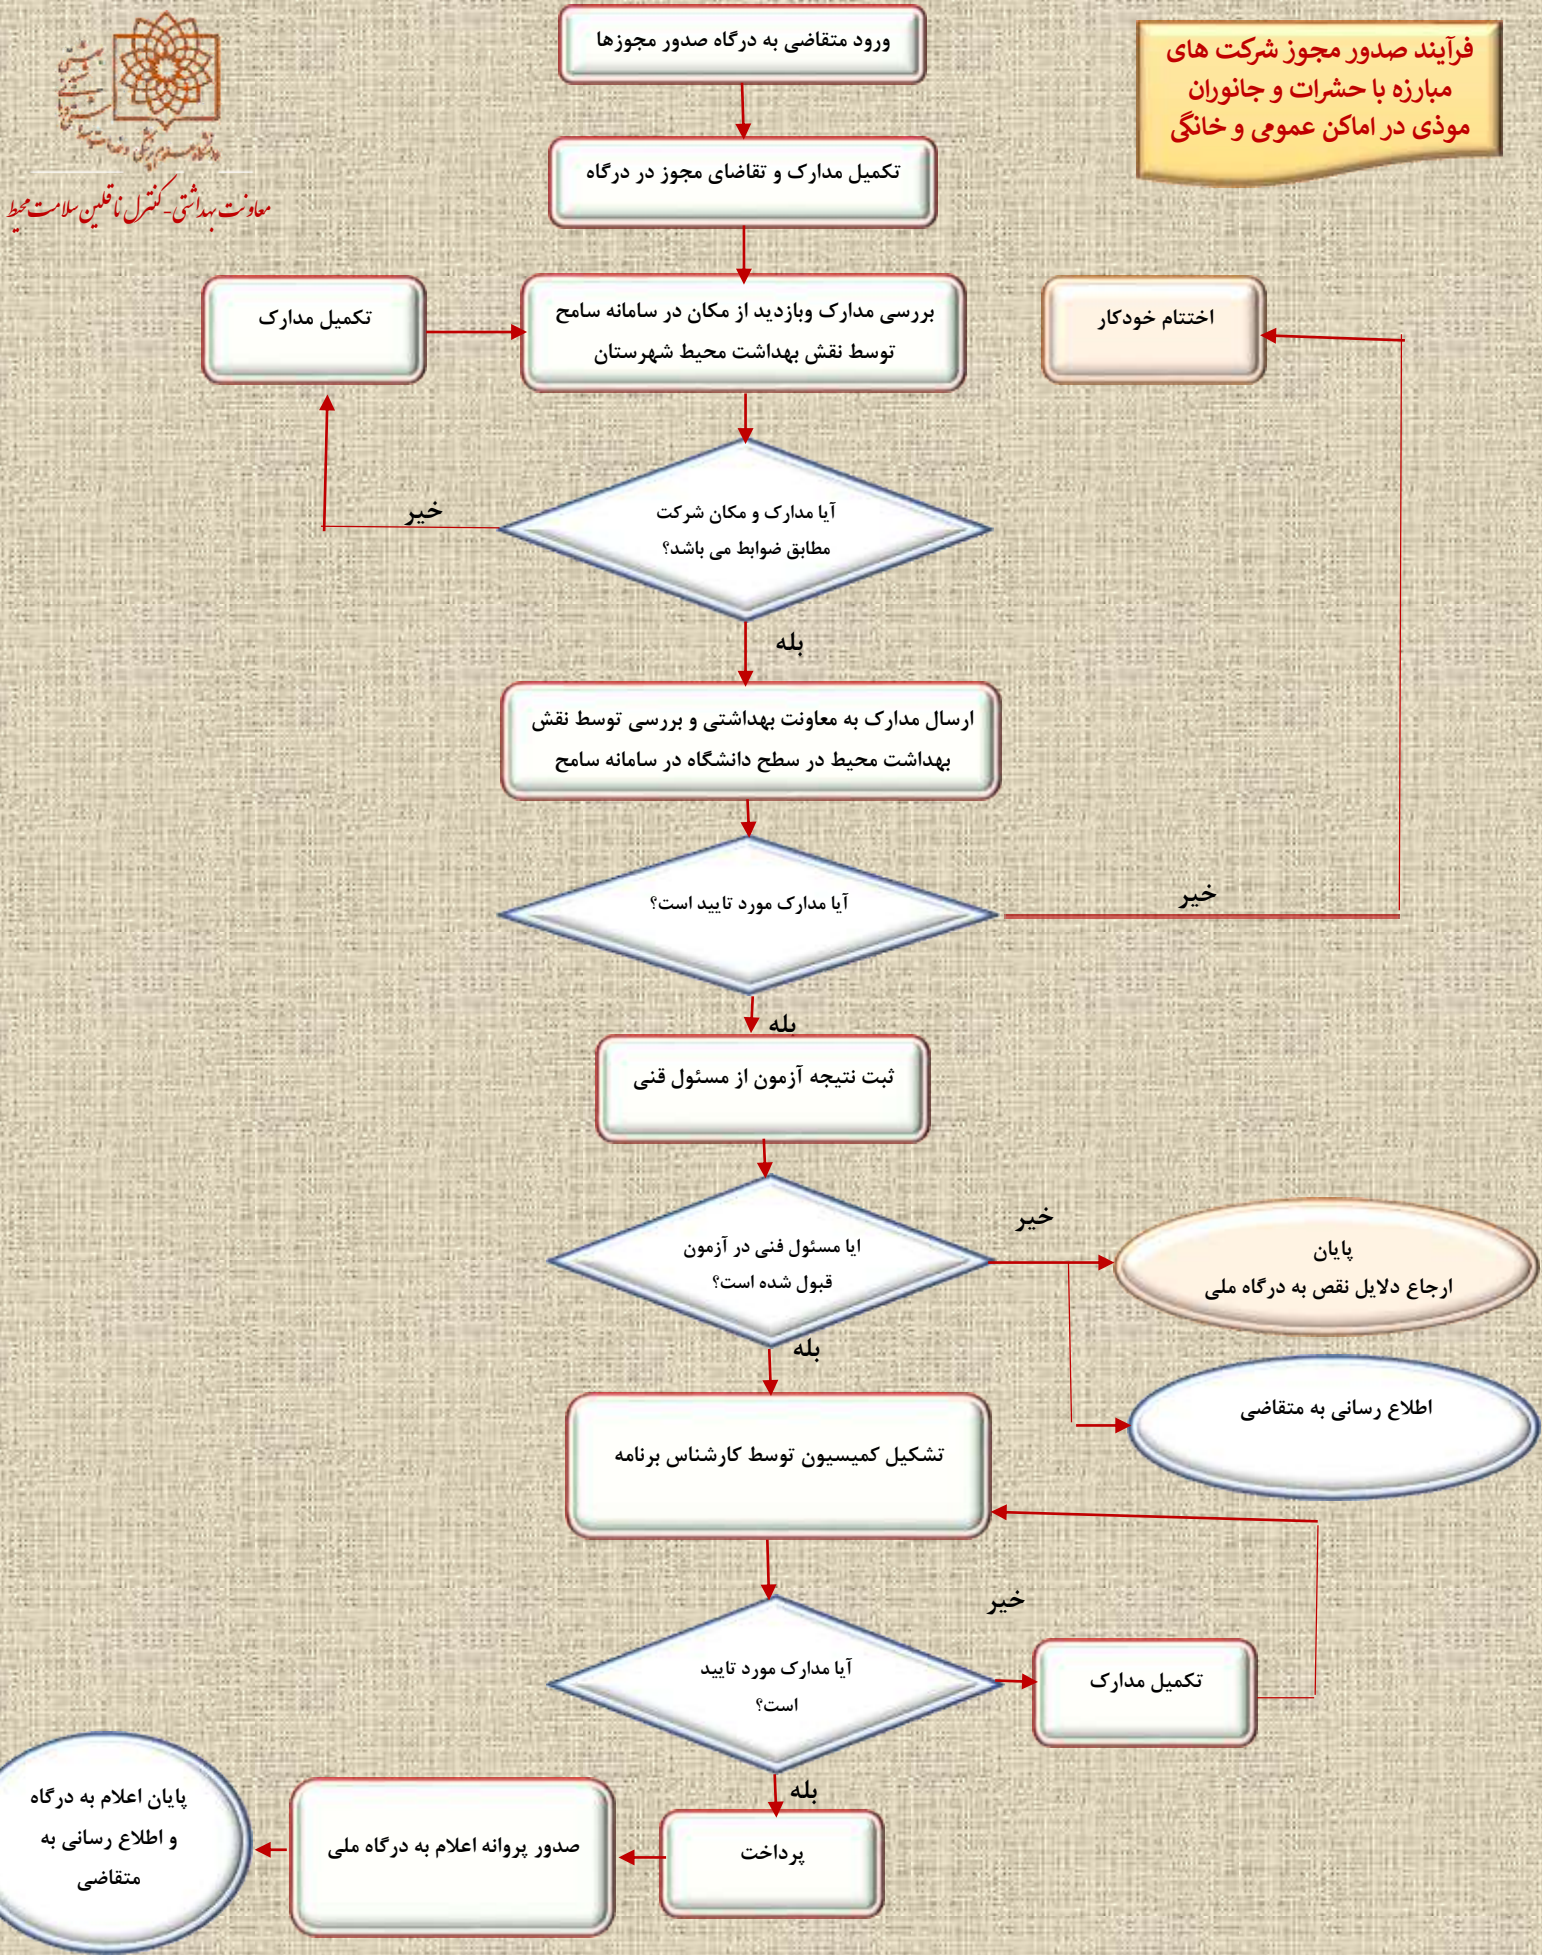 فرآیند صدور مجوز شرکت های
مبارزه با حشرات و جانوران
موذی در اماکن عمومی و خانگی
معاونت بهداشتی-کنترل ناقلین سلامت محیط
ورود متقاضی به درگاه صدور مجوزها
تکمیل مدارک و تقاضای مجوز در درگاه
بررسی مدارک وبازدید از مکان در سامانه سامح
توسط نقش بهداشت محیط شهرستان
تکمیل مدارک
اختتام خودکار
آیا مدارک و مکان شرکت
مطابق ضوابط می باشد؟
خیر
بله
ارسال مدارک به معاونت بهداشتی و بررسی توسط نقش
بهداشت محیط در سطح دانشگاه در سامانه سامح
آیا مدارک مورد تایید است؟
خیر
بله
ثبت نتیجه آزمون از مسئول قنی
ایا مسئول فنی در آزمون
قبول شده است؟
خیر
پایان
ارجاع دلایل نقص به درگاه ملی
اطلاع رسانی به متقاضی
بله
تشکیل کمیسیون توسط کارشناس برنامه
آیا مدارک مورد تایید
است؟
خیر
تکمیل مدارک
بله
پرداخت
صدور پروانه اعلام به درگاه ملی
پایان اعلام به درگاه
و اطلاع رسانی به
متقاضی